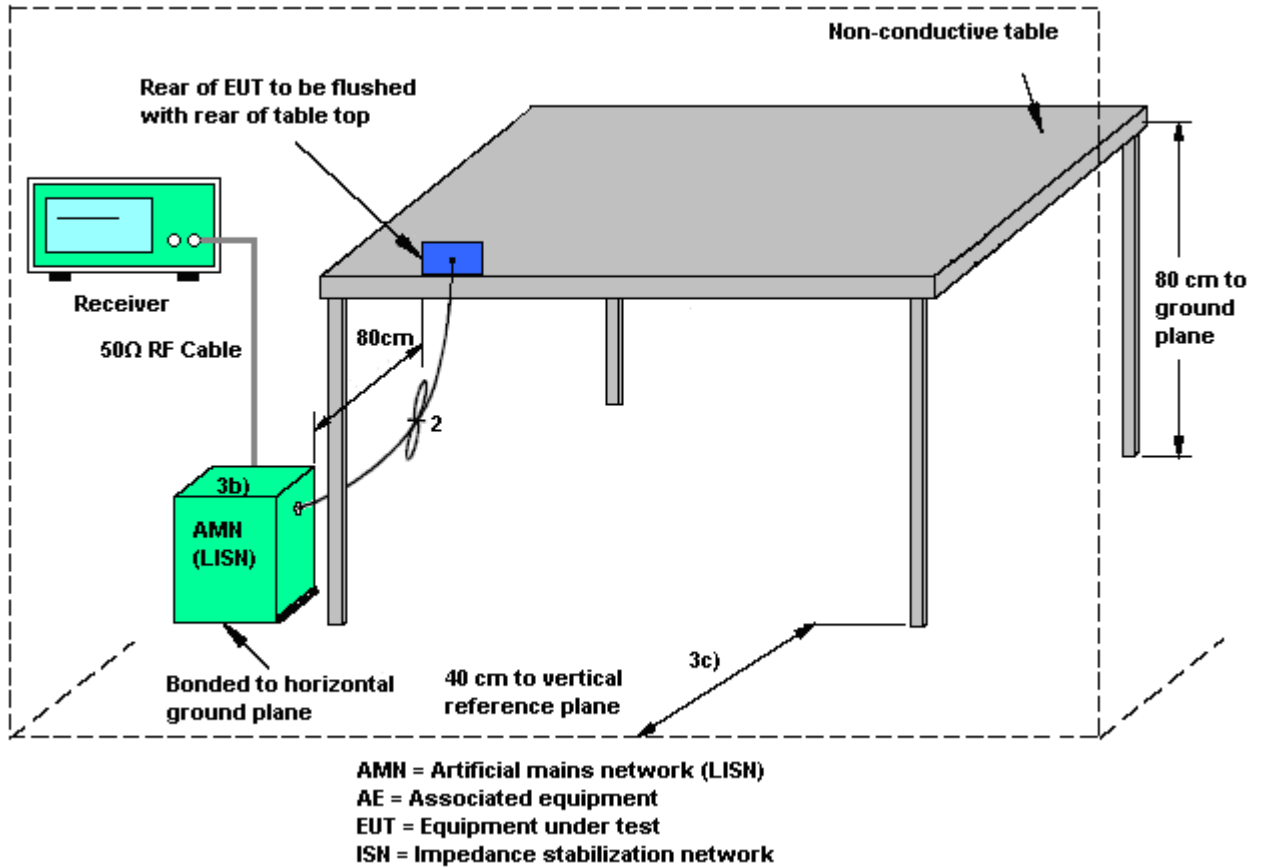 Non-conductive table
Rear of EUT to be flushed
with rear of table top
Receiver
50Ω RF Cable
80cm
80 cm to
ground
plane
2
3b)
AMN
(LISN)
3c)
Bonded to horizontal
ground plane
40 cm to vertical
reference plane
AMN = Artificial mains network (LISN)
AE = Associated equipment
EUT = Equipment under test
ISN = Impedance stabilization network